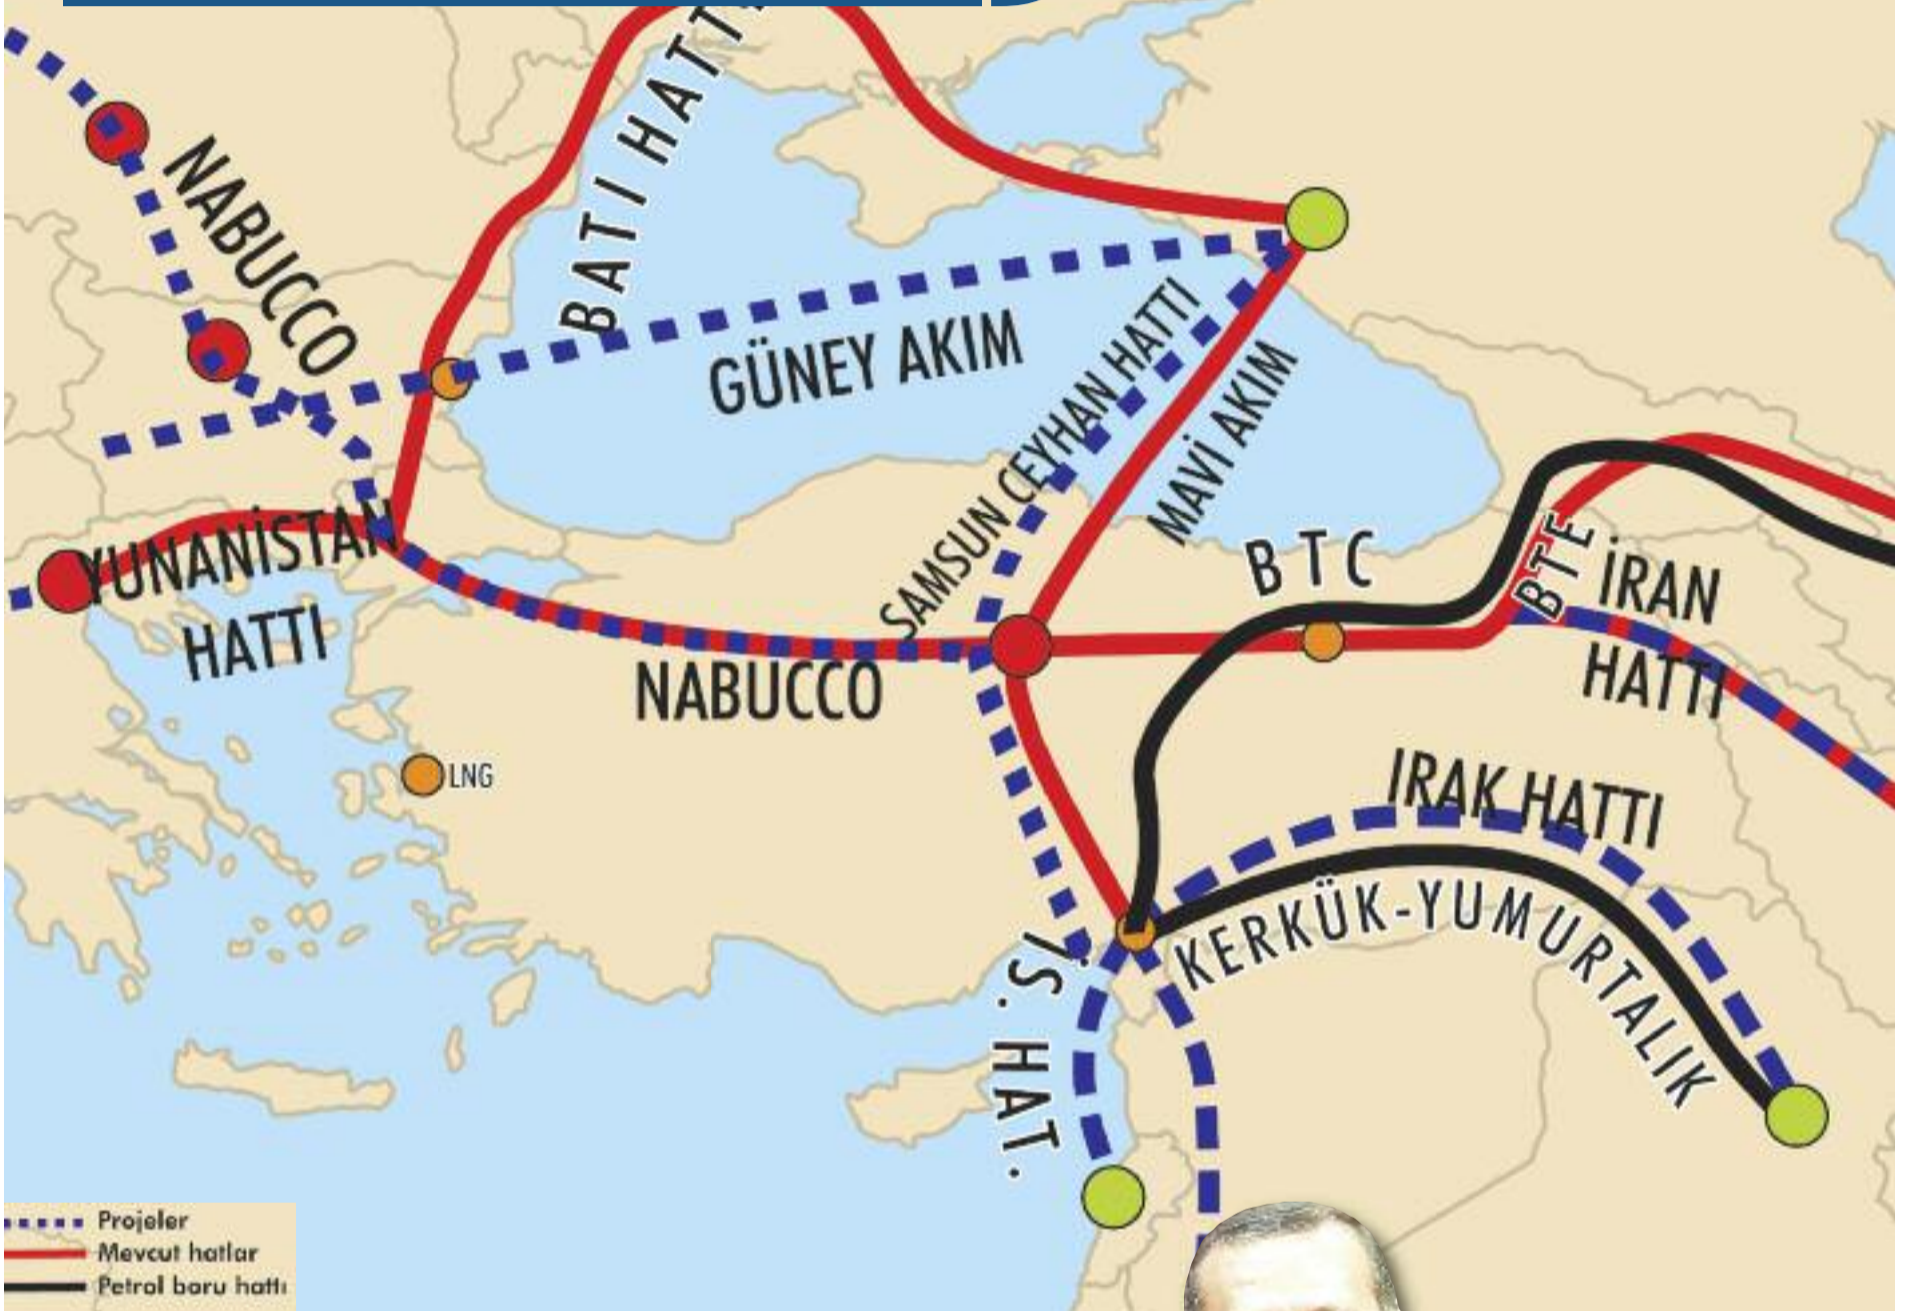 BATI HATTI
NABUCCO
GÜNEY AKIM
SAMSUN CEYHAN HATTI
MAVİ AKIM
YUNANİSTAN
HATTI
NABUCCO
BTC
BTE
İRAN
HATTI
LNG
IRAK HATTI
KERKÜK-YUMURTALIK
İS. HAT.
Projeler
Mevcut hatlar
Petrol boru hattı